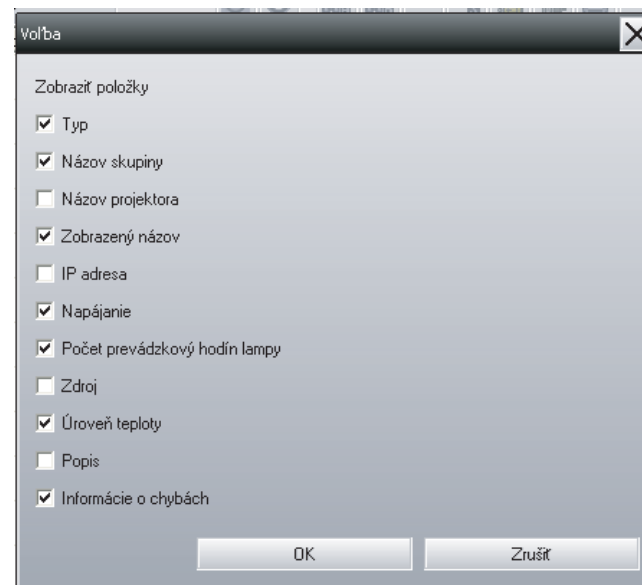 Voľba
Zobraziť položky
Typ
Názov skupiny
Názov projektora
Zobrazený názov
IP adresa
Napájanie
Počet prevádzkový hodín lampy
Zdroj
Úroveň teploty
Popis
Informácie o chybách
OK
Zrušiť